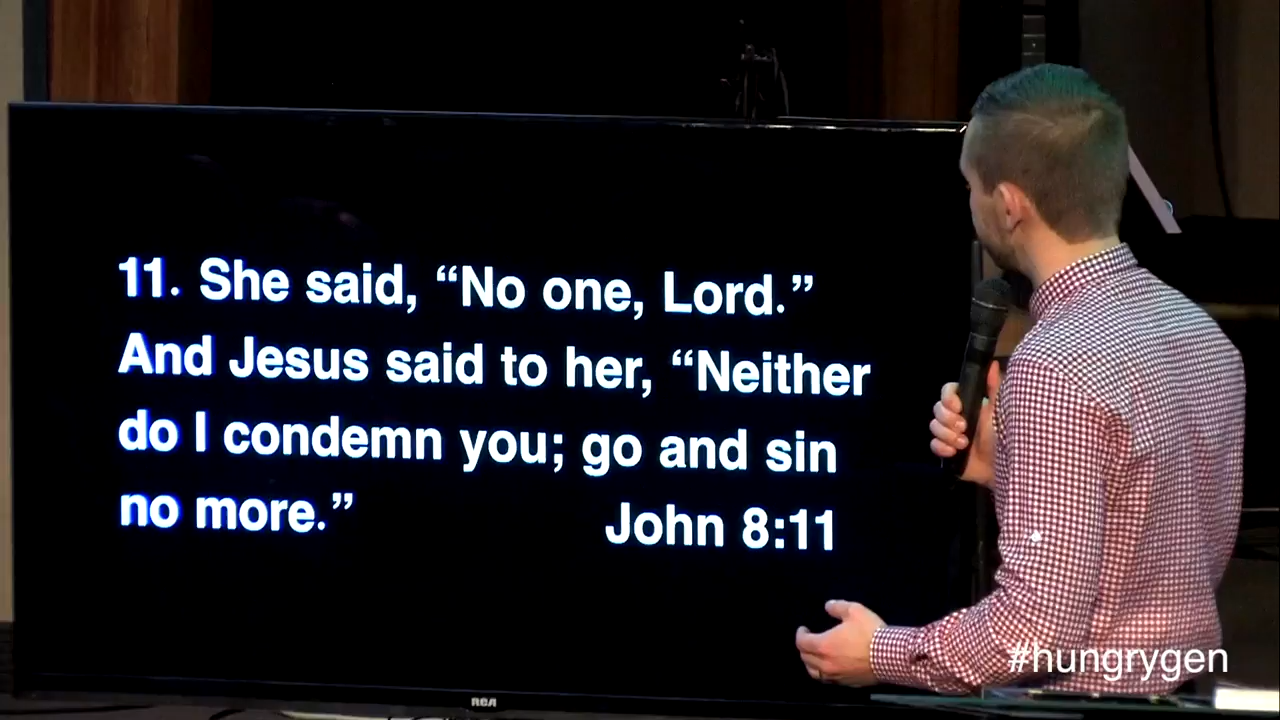 11. She said, “No one, Lord.”
And Jesus said to her, “Neither
do I condemn you; go and sin
no more.” John 8:11
#hungrygen
RCA